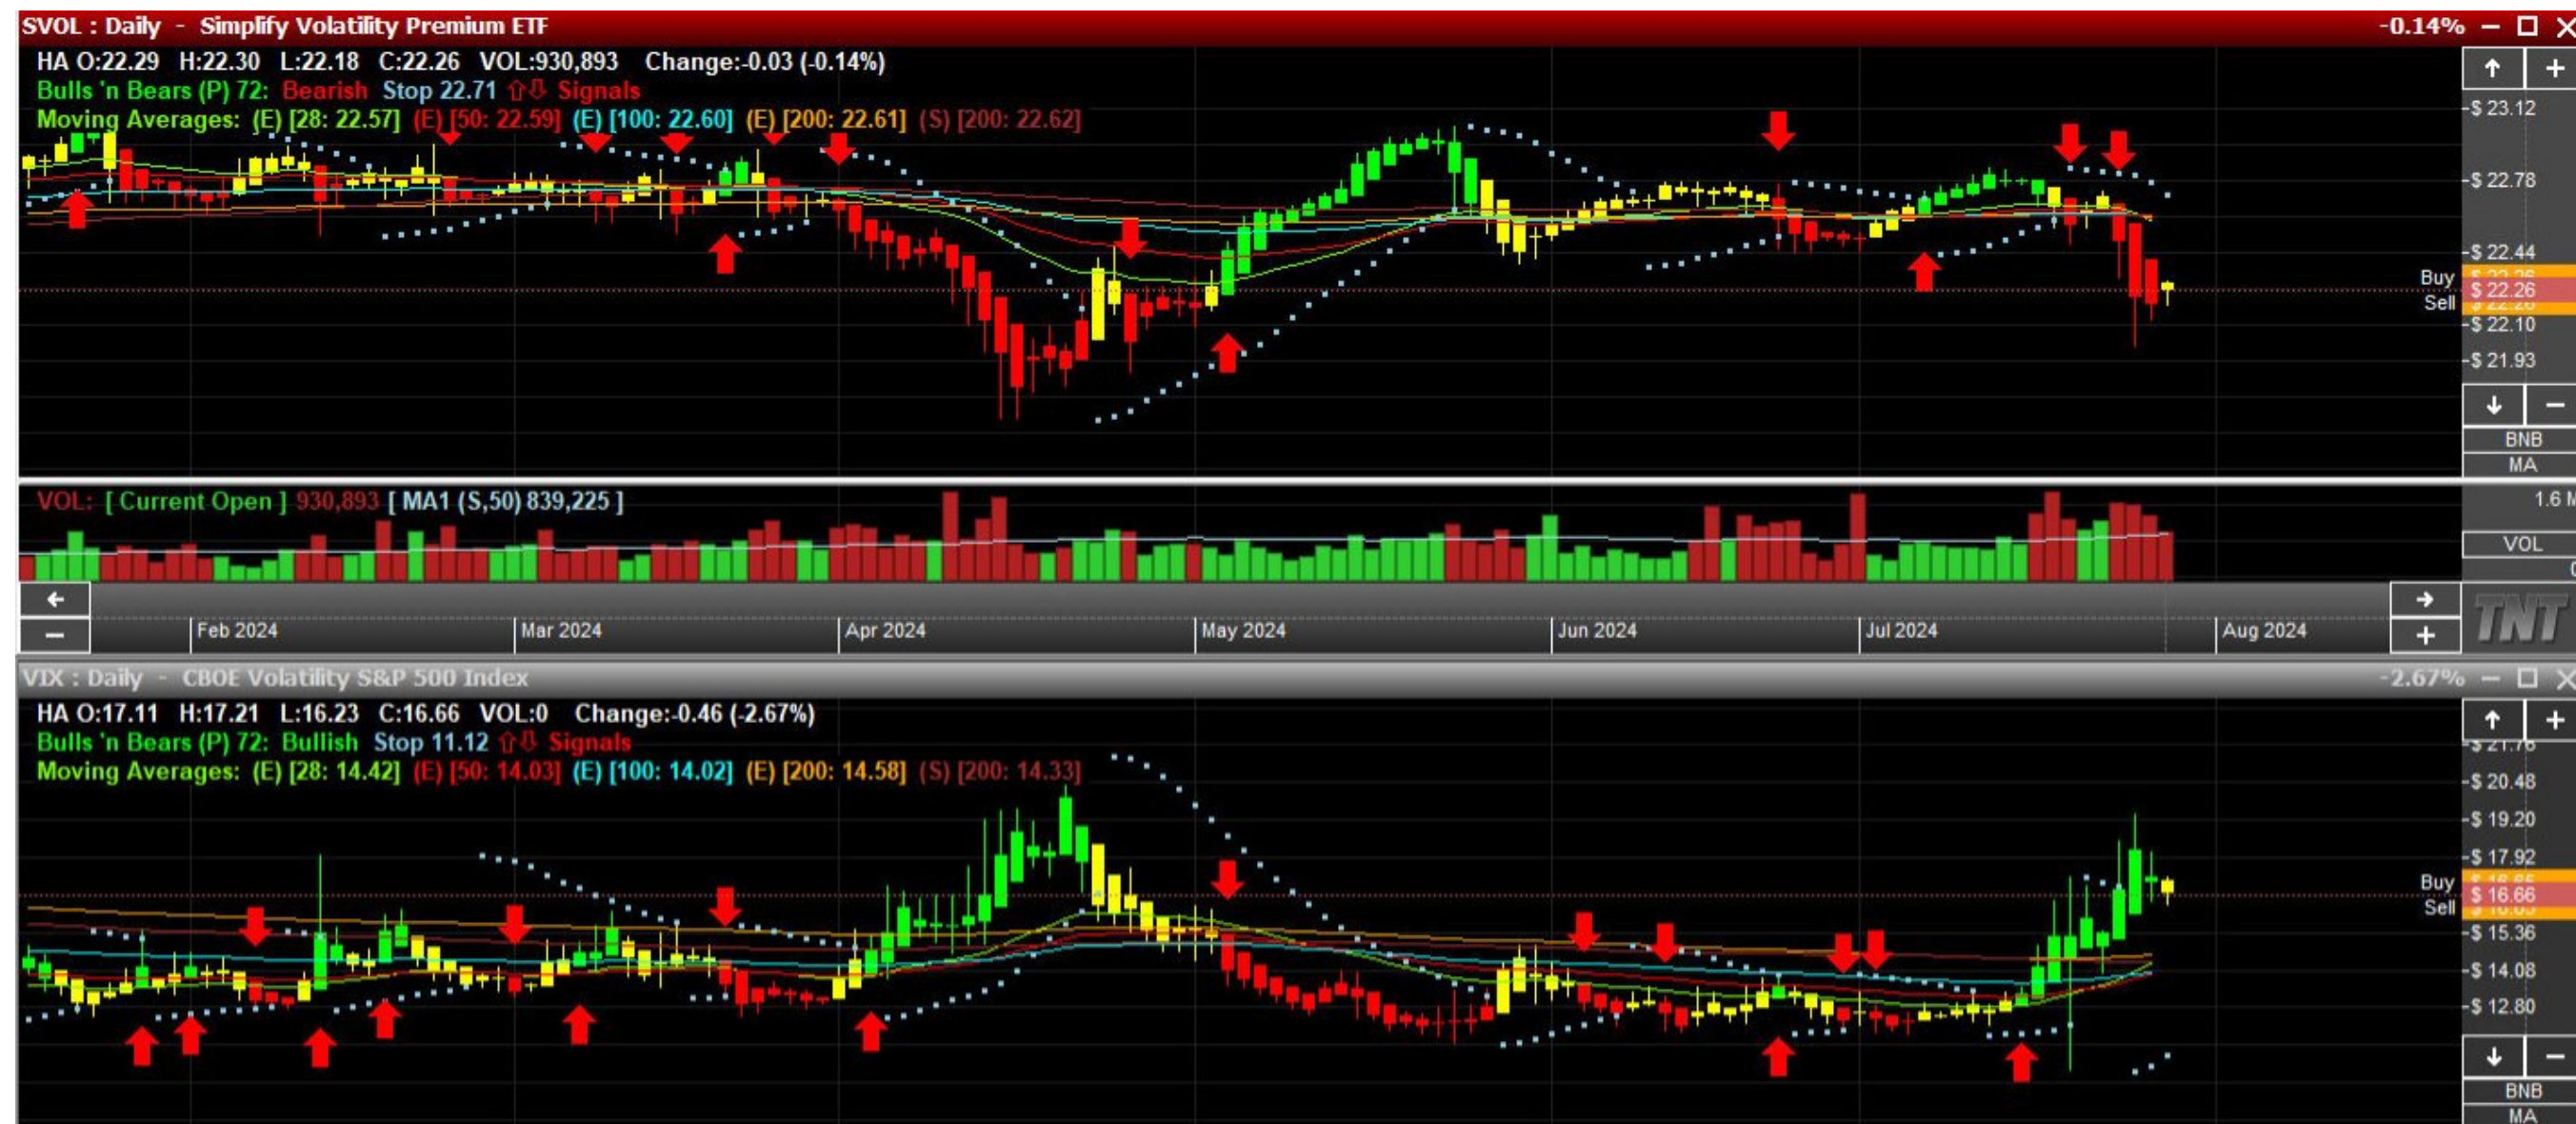 SVOL : Daily - Simplify Volatility Premium ETF -0.14%
HA O:22.29 H:22.30 L:22.18 C:22.26 VOL:930,893 Change:-0.03 (-0.14%)
Bulls 'n Bears (P) 72: Bearish Stop 22.71 ⇧⇩ Signals
Moving Averages: (E) [28: 22.57] (E) [50: 22.59] (E) [100: 22.60] (E) [200: 22.61] (S) [200: 22.62]
$ 23.12
$ 22.78
$ 22.44
Buy
$ 22.26
Sell
$ 22.10
$ 21.93
BNB
MA
VOL: [ Current Open ] 930,893 [ MA1 (S,50) 839,225 ]
1.6 M
VOL
0
Feb 2024 Mar 2024 Apr 2024 May 2024 Jun 2024 Jul 2024 Aug 2024
TNT
VIX : Daily - CBOE Volatility S&P 500 Index -2.67%
HA O:17.11 H:17.21 L:16.23 C:16.66 VOL:0 Change:-0.46 (-2.67%)
Bulls 'n Bears (P) 72: Bullish Stop 11.12 ⇧⇩ Signals
Moving Averages: (E) [28: 14.42] (E) [50: 14.03] (E) [100: 14.02] (E) [200: 14.58] (S) [200: 14.33]
$ 21.76
$ 20.48
$ 19.20
$ 17.92
Buy
$ 16.66
Sell
$ 15.36
$ 14.08
$ 12.80
BNB
MA